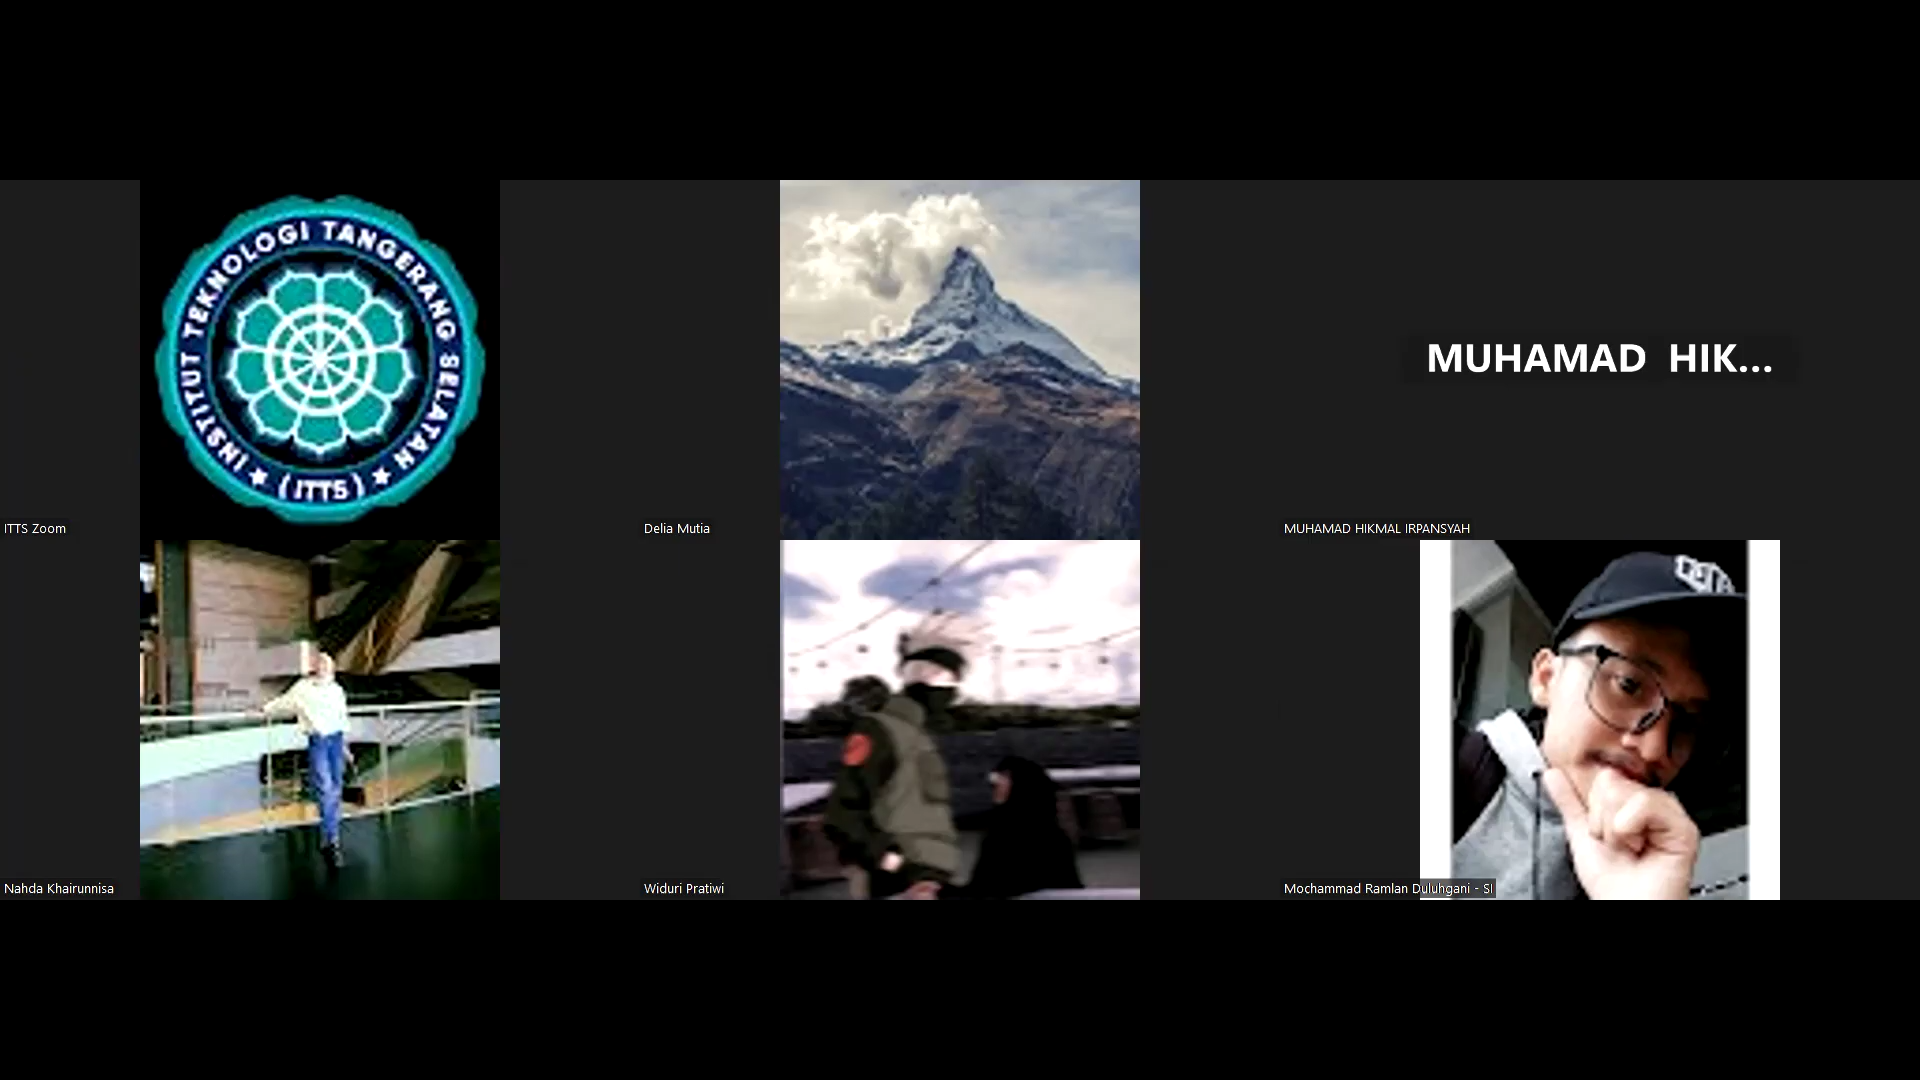 INSTITUT TEKNOLOGI TANGERANG SELATAN
(ITTS)
MUHAMAD HIK...
ITTS Zoom
Delia Mutia
MUHAMAD HIKMAL IRPANSYAH
Nahda Khairunnisa
Widuri Pratiwi
Mochammad Ramlan Duluhgani - SI